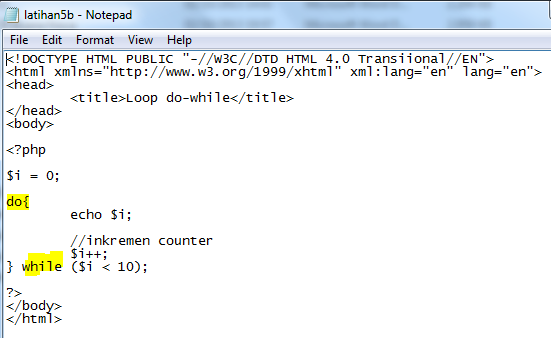 latihan5b - Notepad
File Edit Format View Help
<!DOCTYPE HTML PUBLIC "-//W3C//DTD HTML 4.0 Transiional//EN">
<html xmlns="http://www.w3.org/1999/xhtml" xml:lang="en" lang="en">
<head>
<title>Loop do-while</title>
</head>
<body>
<?php
$i = 0;
do{
echo $i;
//inkremen counter
$i++;
} while ($i < 10);
?>
</body>
</html>